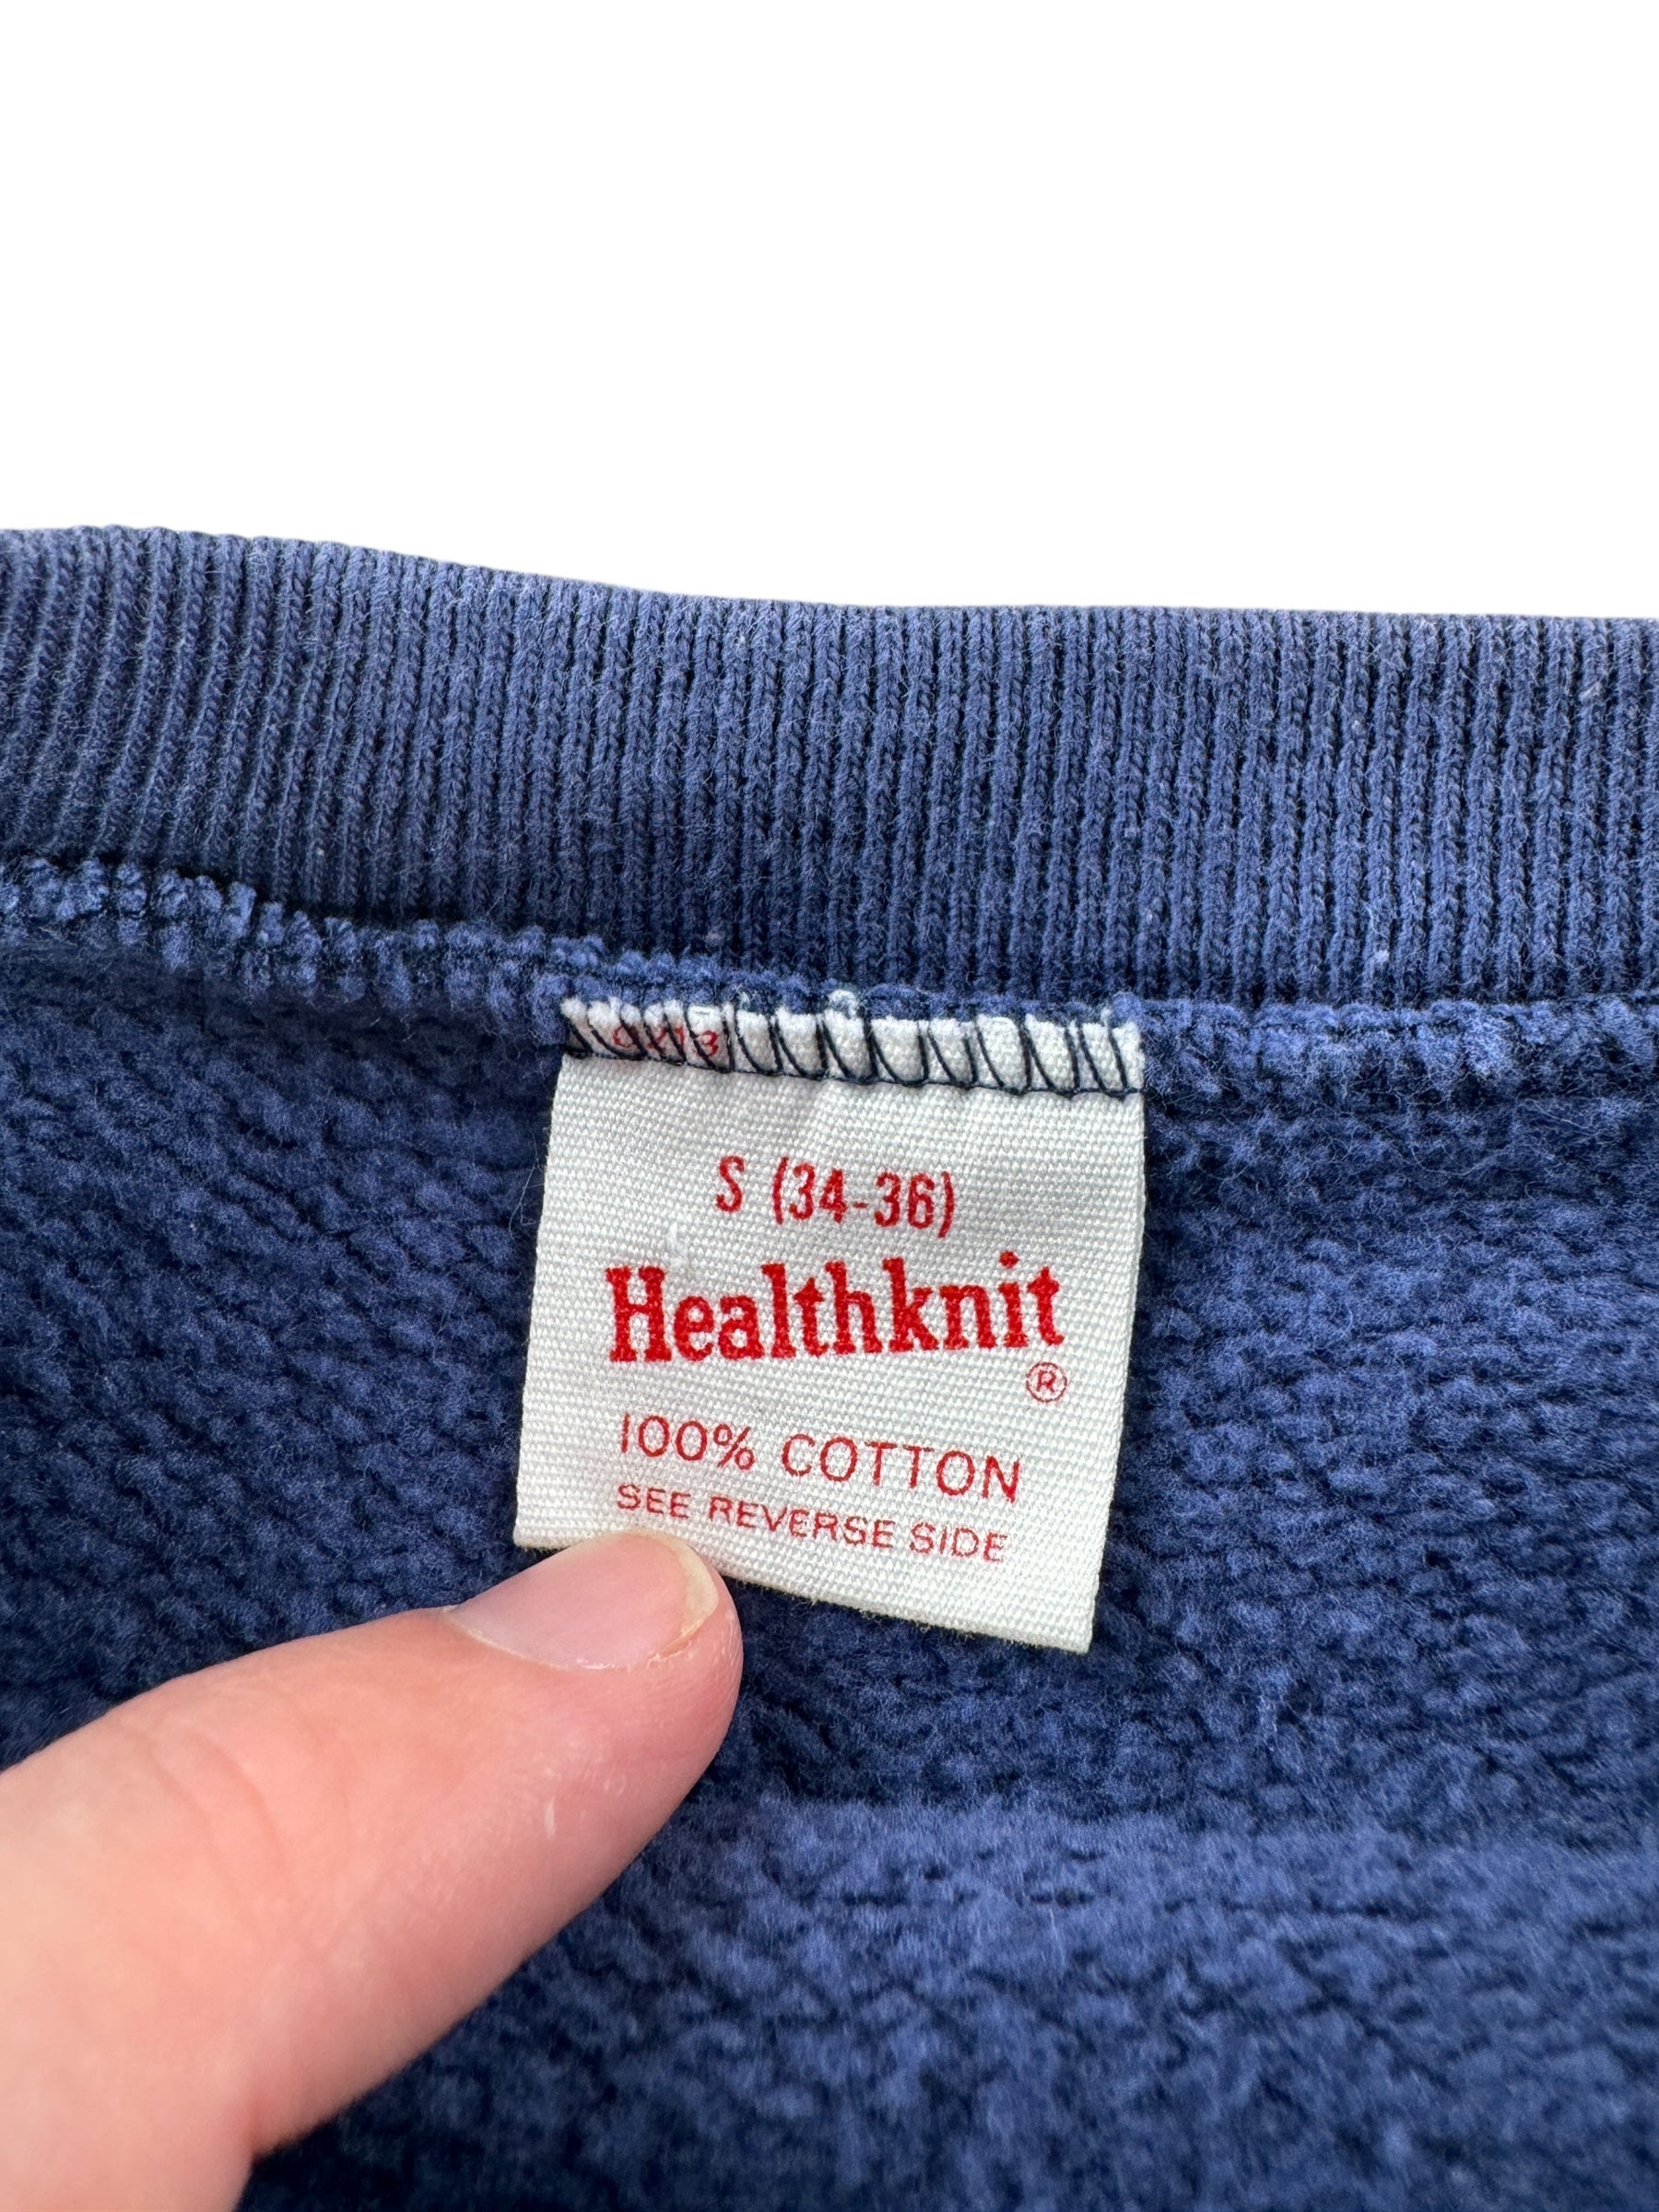 S (34-36)
Healthknit
®
100% COTTON
SEE REVERSE SIDE